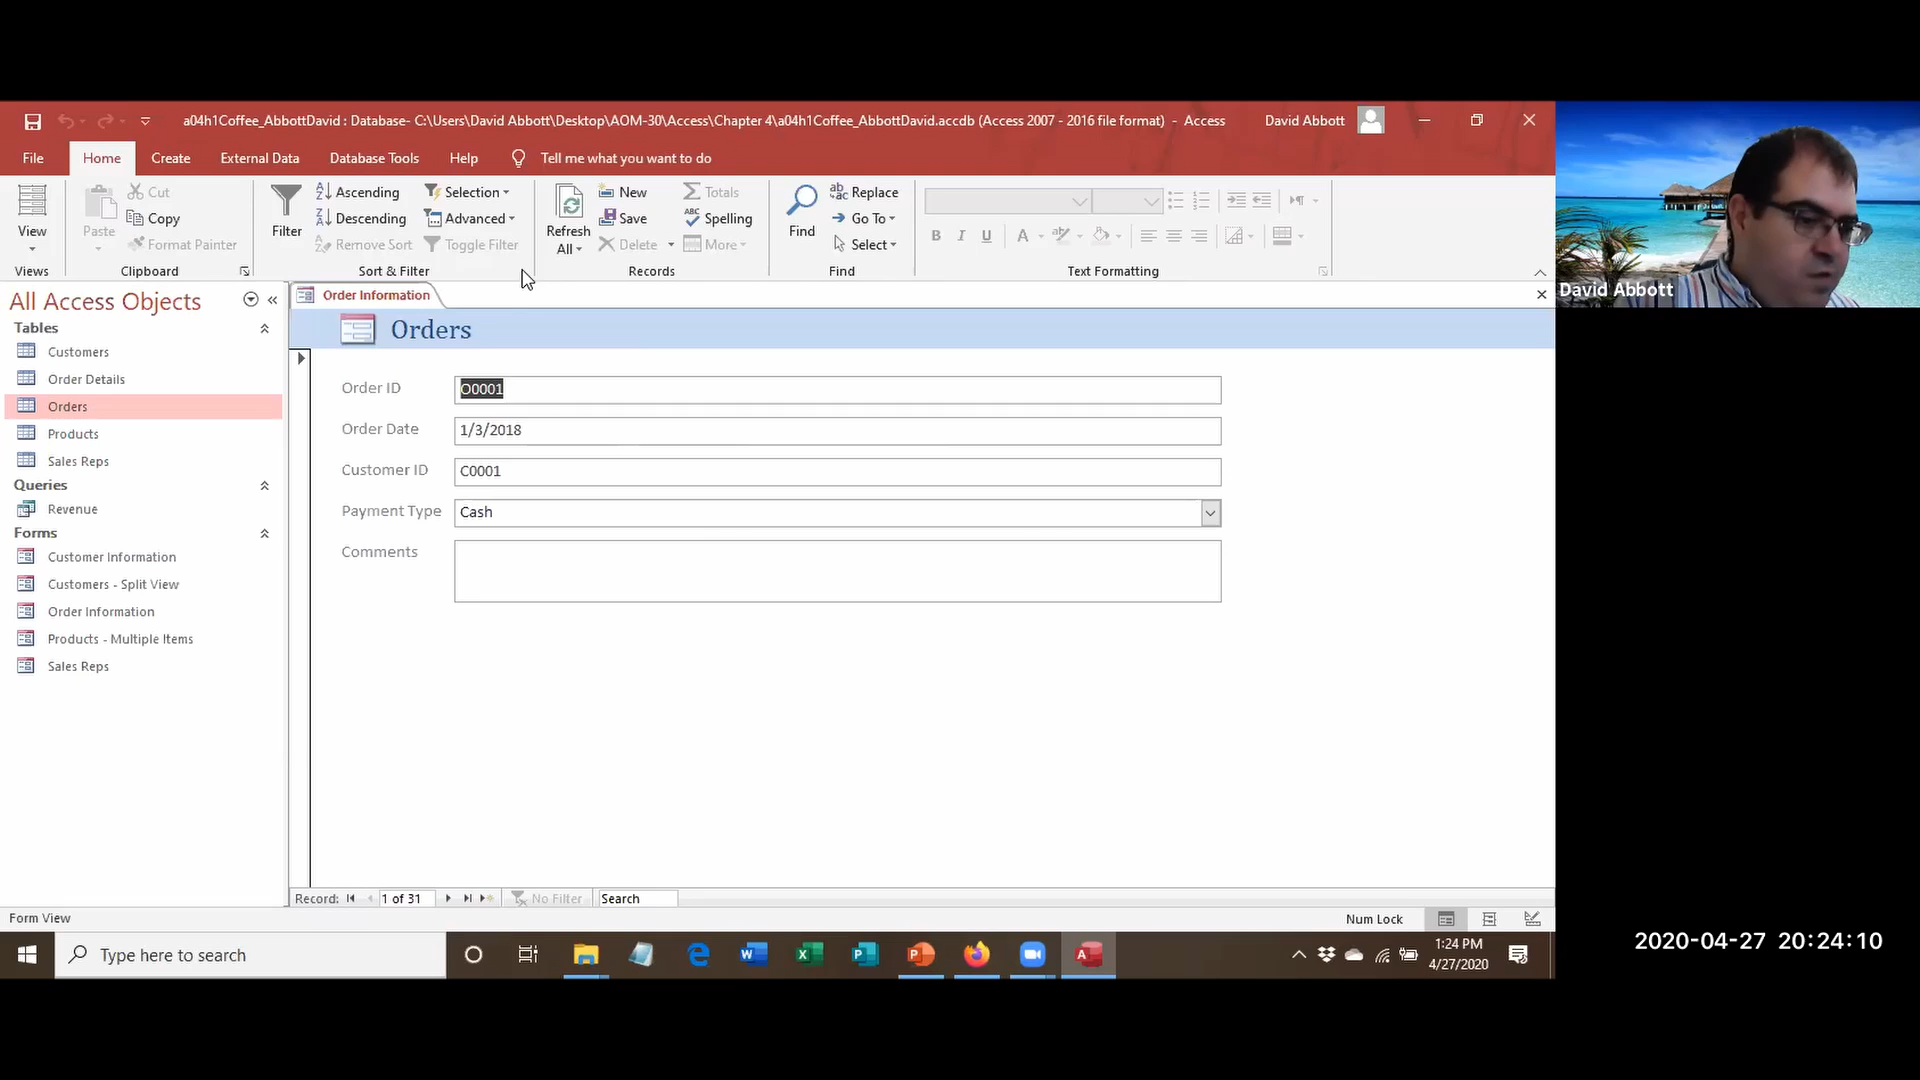 a04h1Coffee_AbbottDavid : Database- C:\Users\David Abbott\Desktop\AOM-30\Access\Chapter 4\a04h1Coffee_AbbottDavid.accdb (Access 2007 - 2016 file format) - Access David Abbott
File Home Create External Data Database Tools Help Tell me what you want to do
Cut Ascending Selection New Totals Replace
Copy Descending Advanced Save Spelling Go To
View Paste Filter Refresh Find
Format Painter Remove Sort Toggle Filter All Delete More Select
Views Clipboard Sort & Filter Records Find Text Formatting
All Access Objects
Tables
Customers
Order Details
Orders
Products
Sales Reps
Queries
Revenue
Forms
Customer Information
Customers - Split View
Order Information
Products - Multiple Items
Sales Reps
Order Information
Orders
Order ID O0001
Order Date 1/3/2018
Customer ID C0001
Payment Type Cash
Comments
Record: 1 of 31 No Filter Search
Form View Num Lock
Type here to search 1:24 PM
4/27/2020
David Abbott
2020-04-27 20:24:10